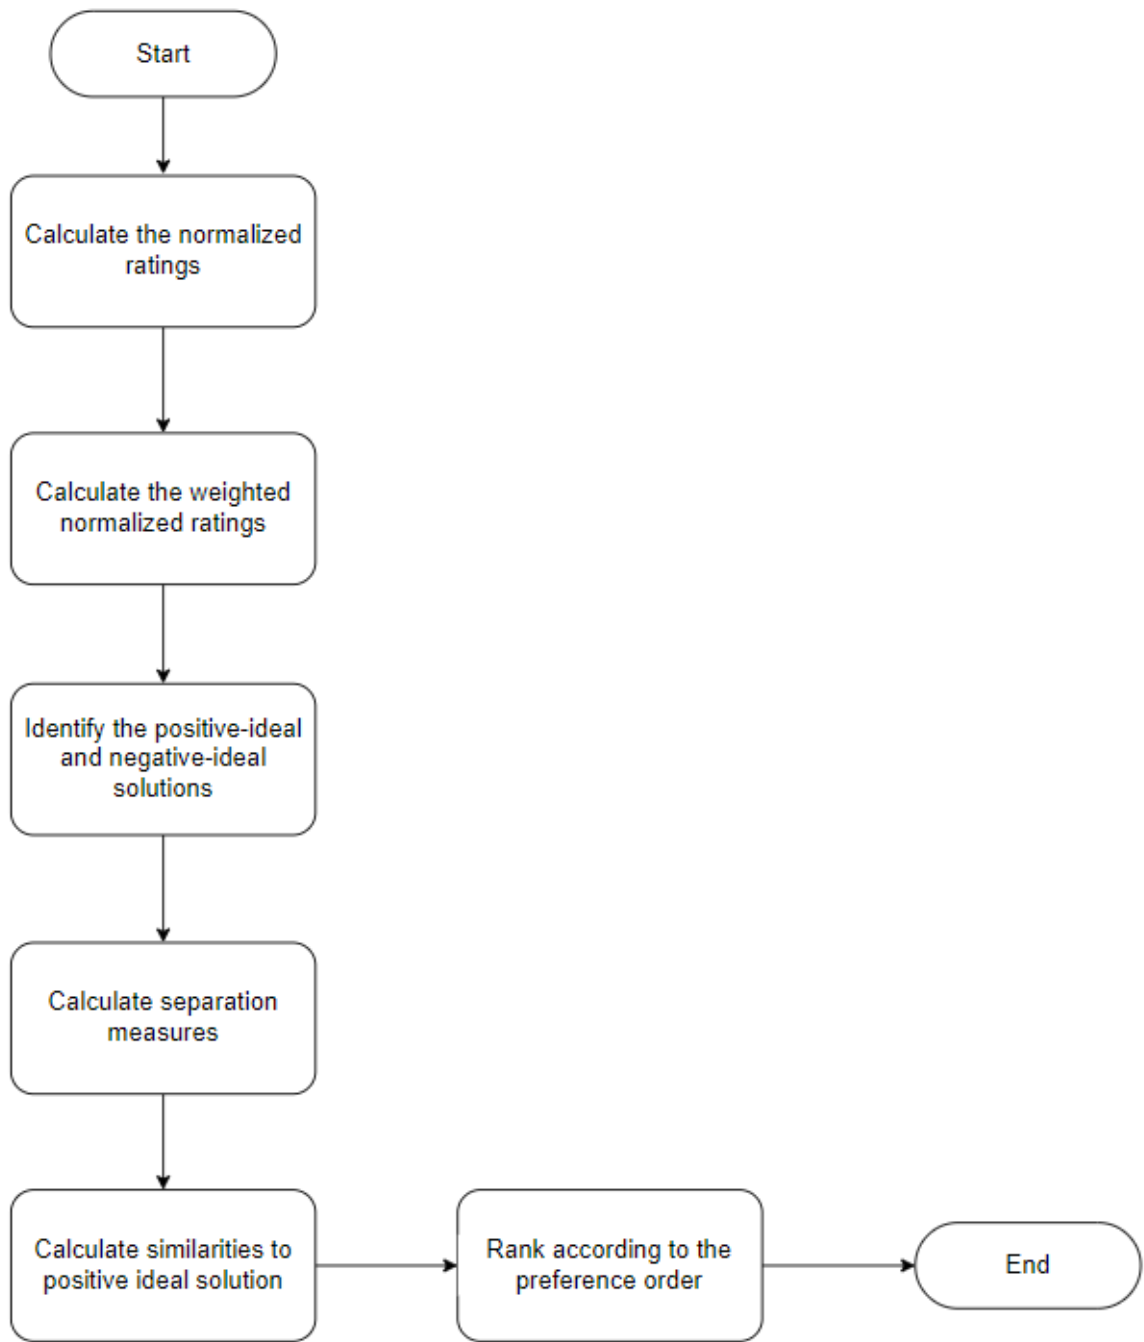 Start
Calculate the normalized
ratings
Calculate the weighted
normalized ratings
Identify the positive-ideal
and negative-ideal
solutions
Calculate separation
measures
Calculate similarities to
positive ideal solution
Rank according to the
preference order
End